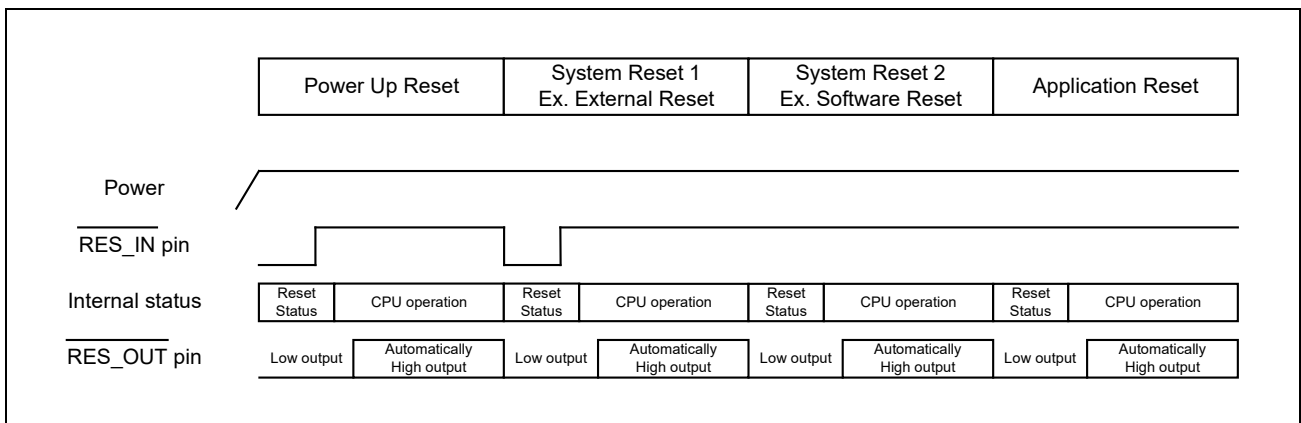 Power Up Reset
System Reset 1
Ex. External Reset
System Reset 2
Ex. Software Reset
Application Reset
Power
RES_IN pin
Internal status
Reset
Status
CPU operation
Reset
Status
CPU operation
Reset
Status
CPU operation
Reset
Status
CPU operation
RES_OUT pin
Low output
Automatically
High output
Low output
Automatically
High output
Low output
Automatically
High output
Low output
Automatically
High output